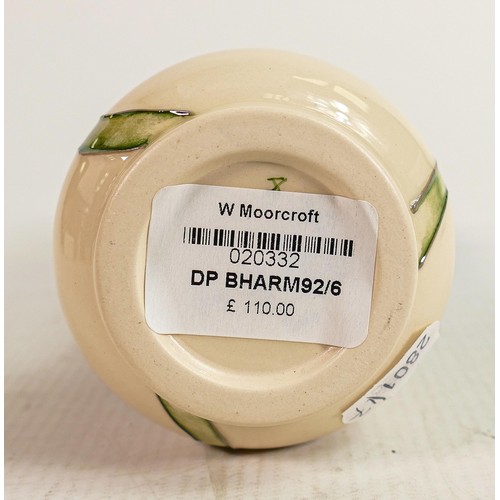 W Moorcroft
020332
DP BHARM92/6
£ 110.00